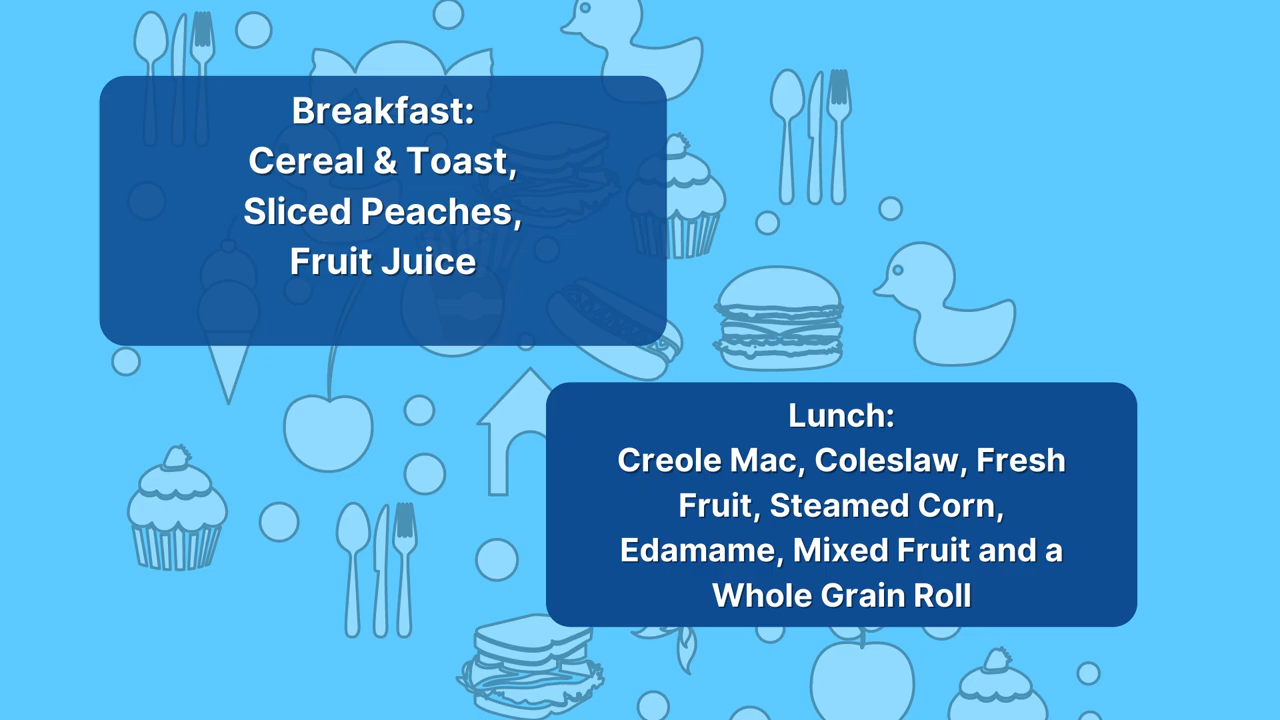 Breakfast:
Cereal & Toast,
Sliced Peaches,
Fruit Juice
Lunch:
Creole Mac, Coleslaw, Fresh
Fruit, Steamed Corn,
Edamame, Mixed Fruit and a
Whole Grain Roll